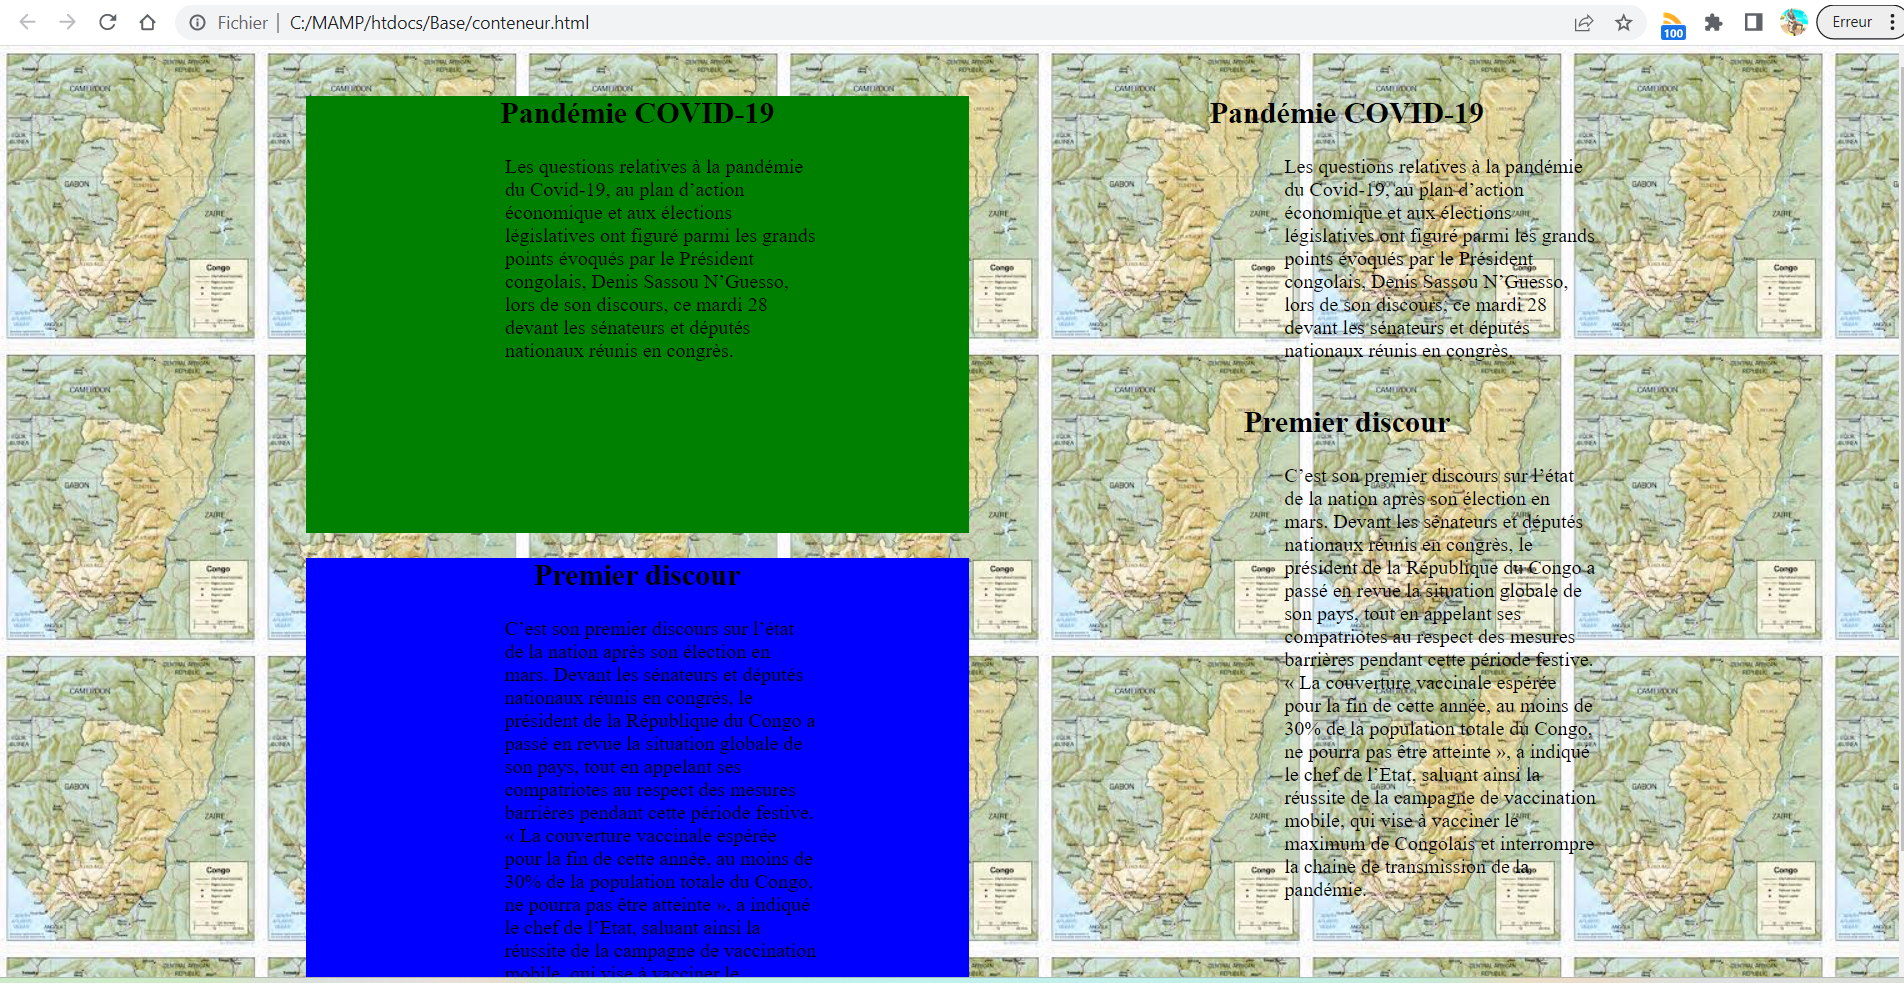 Fichier | C:/MAMP/htdocs/Base/conteneur.html
100
Erreur
Pandémie COVID-19
Les questions relatives à la pandémie
du Covid-19, au plan d’action
économique et aux élections
législatives ont figuré parmi les grands
points évoqués par le Président
congolais, Denis Sassou N’Guesso,
lors de son discours, ce mardi 28
devant les sénateurs et députés
nationaux réunis en congrès.
Premier discour
C’est son premier discours sur l’état
de la nation après son élection en
mars. Devant les sénateurs et députés
nationaux réunis en congrès, le
président de la République du Congo a
passé en revue la situation globale de
son pays, tout en appelant ses
compatriotes au respect des mesures
barrières pendant cette période festive.
« La couverture vaccinale espérée
pour la fin de cette année, au moins de
30% de la population totale du Congo,
ne pourra pas être atteinte », a indiqué
le chef de l’Etat, saluant ainsi la
réussite de la campagne de vaccination
mobile, qui vise à vacciner le
Pandémie COVID-19
Les questions relatives à la pandémie
du Covid-19, au plan d’action
économique et aux élections
législatives ont figuré parmi les grands
points évoqués par le Président
congolais, Denis Sassou N’Guesso,
lors de son discours, ce mardi 28
devant les sénateurs et députés
nationaux réunis en congrès.
Premier discour
C’est son premier discours sur l’état
de la nation après son élection en
mars. Devant les sénateurs et députés
nationaux réunis en congrès, le
président de la République du Congo a
passé en revue la situation globale de
son pays, tout en appelant ses
compatriotes au respect des mesures
barrières pendant cette période festive.
« La couverture vaccinale espérée
pour la fin de cette année, au moins de
30% de la population totale du Congo,
ne pourra pas être atteinte », a indiqué
le chef de l’Etat, saluant ainsi la
réussite de la campagne de vaccination
mobile, qui vise à vacciner le
maximum de Congolais et interrompre
la chaine de transmission de la
pandémie.
CENTRAL AFRICAN
REPUBLIC
CAMEROON
GABON
ZAIRE
Congo
ANGOLA